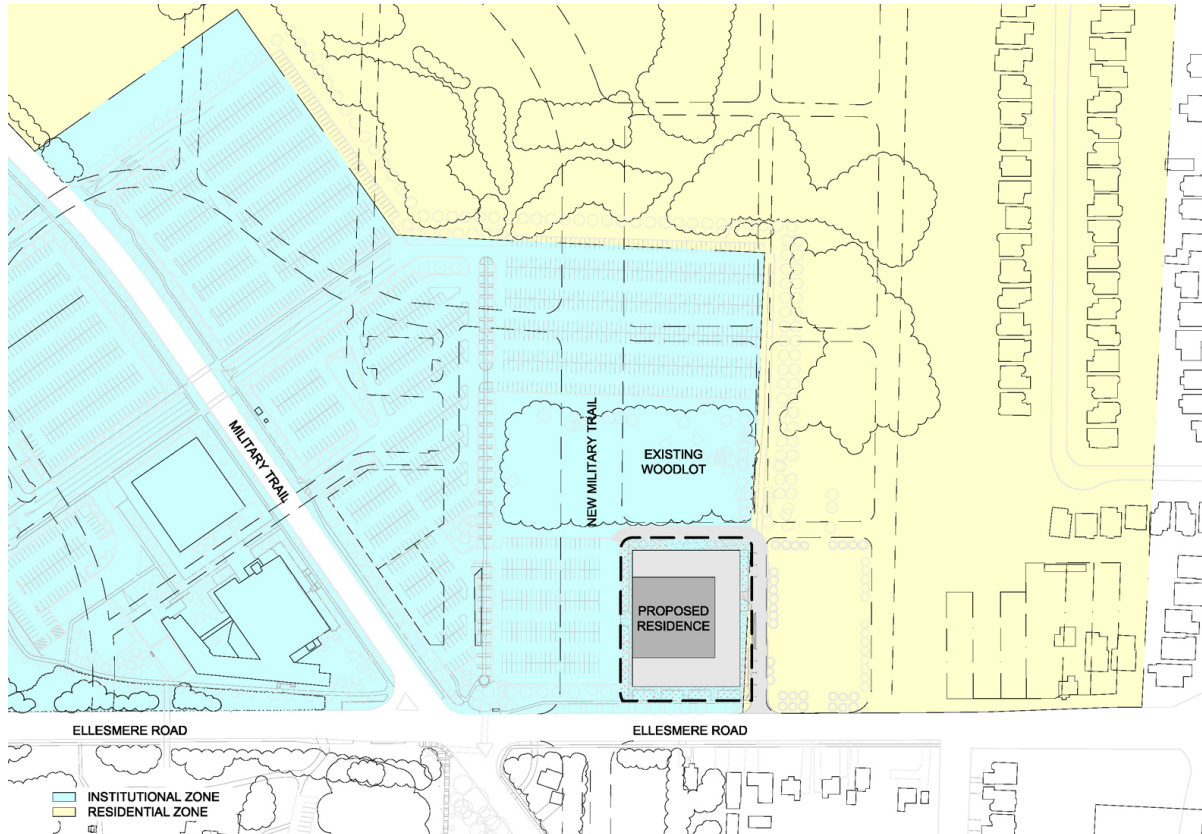 MILITARY TRAIL
NEW MILITARY TRAIL
EXISTING
WOODLOT
PROPOSED
RESIDENCE
ELLESMERE ROAD
ELLESMERE ROAD
INSTITUTIONAL ZONE
RESIDENTIAL ZONE